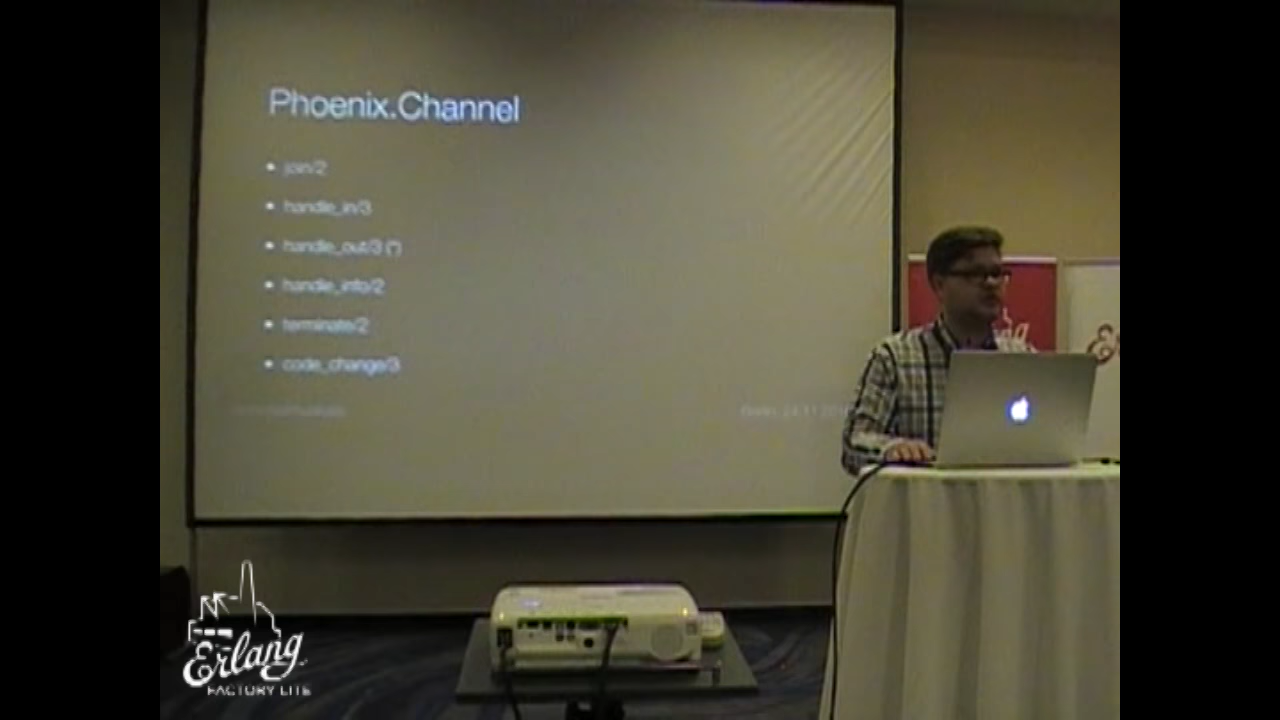 Phoenix.Channel
• join/2
• handle_in/3
• handle_out/3 (*)
• handle_info/2
• terminate/2
• code_change/3
Erlang
FACTORY LITE